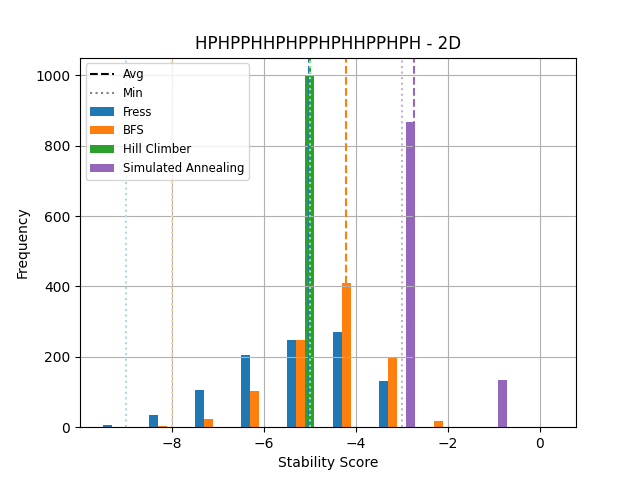 HPHPPHHPHPPHPHHPPHPH - 2D
Avg
Min
Fress
BFS
Hill Climber
Simulated Annealing
Frequency
1000
800
600
400
200
0
−8
−6
−4
−2
0
Stability Score